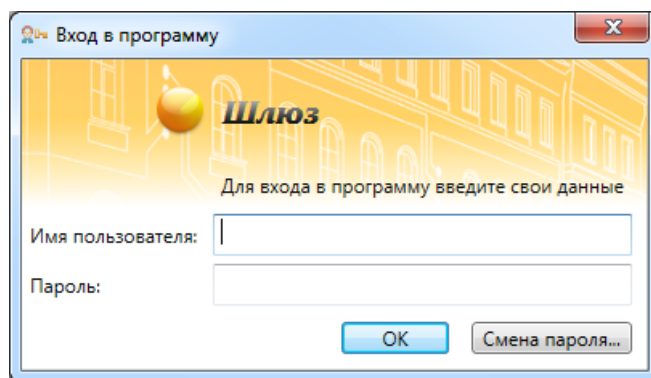 Вход в программу
Шлюз
Для входа в программу введите свои данные
Имя пользователя:
Пароль:
OK
Смена пароля...